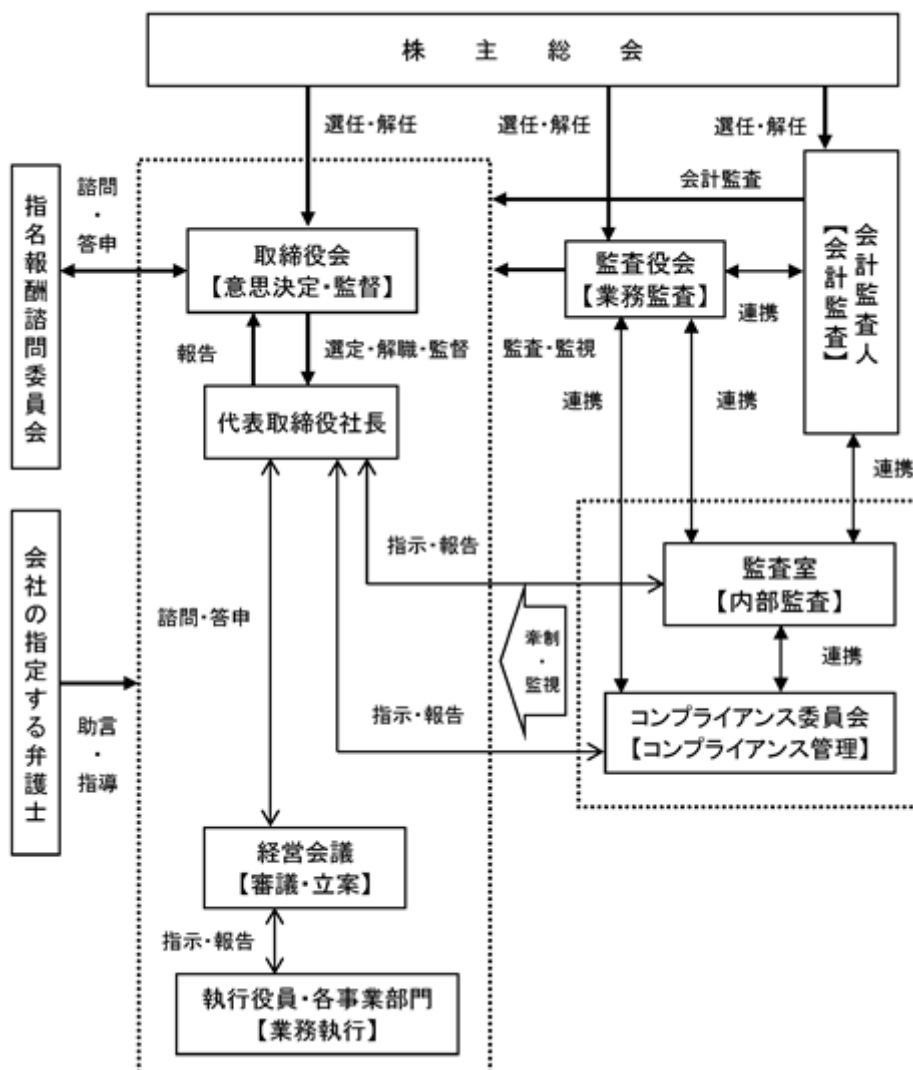 株主総会
選任・解任
選任・解任
選任・解任
諮問
・
答申
会計監査
指名報酬諮問委員会
取締役会
【意思決定・監督】
監査役会
【業務監査】
連携
会計監査人
【会計監査】
報告
選定・解職・監督
監査・監視
代表取締役社長
連携
連携
連携
会社の指定する弁護士
指示・報告
監査室
【内部監査】
諮問・答申
牽制
・
監視
連携
助言
・
指導
指示・報告
コンプライアンス委員会
【コンプライアンス管理】
経営会議
【審議・立案】
指示・報告
執行役員・各事業部門
【業務執行】